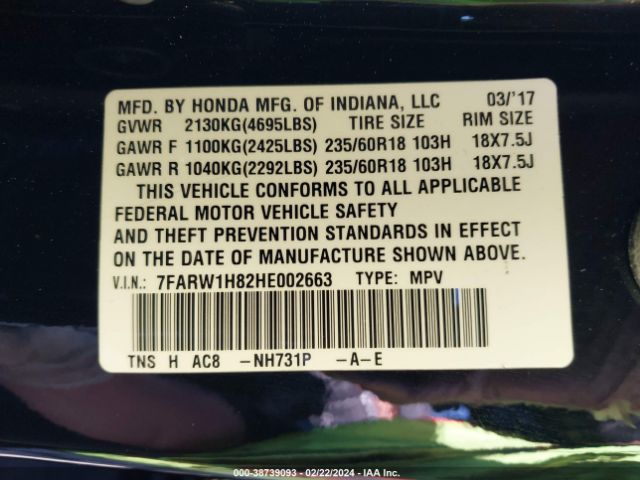 MFD. BY HONDA MFG. OF INDIANA, LLC 03/'17
GVWR 2130KG(4695LBS) TIRE SIZE RIM SIZE
GAWR F 1100KG(2425LBS) 235/60R18 103H 18X7.5J
GAWR R 1040KG(2292LBS) 235/60R18 103H 18X7.5J
THIS VEHICLE CONFORMS TO ALL APPLICABLE
FEDERAL MOTOR VEHICLE SAFETY
AND THEFT PREVENTION STANDARDS IN EFFECT
ON THE DATE OF MANUFACTURE SHOWN ABOVE.
V.I.N.: 7FARW1H82HE002663 TYPE: MPV
TNS H AC8 -NH731P -A-E
000-38739093 - 02/22/2024 - IAA Inc.